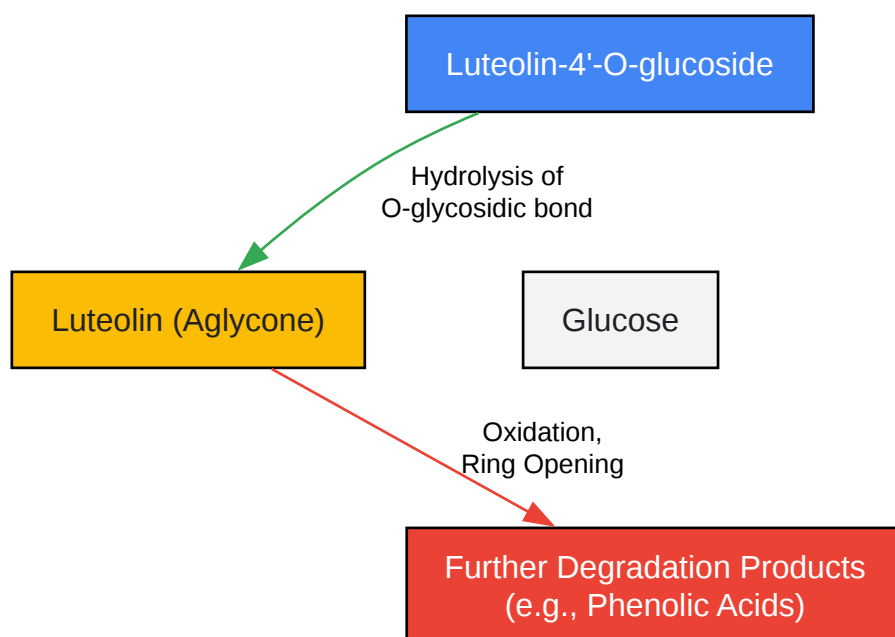 Luteolin-4'-O-glucoside
Hydrolysis of
O-glycosidic bond
Luteolin (Aglycone)
Glucose
Oxidation,
Ring Opening
Further Degradation Products
(e.g., Phenolic Acids)